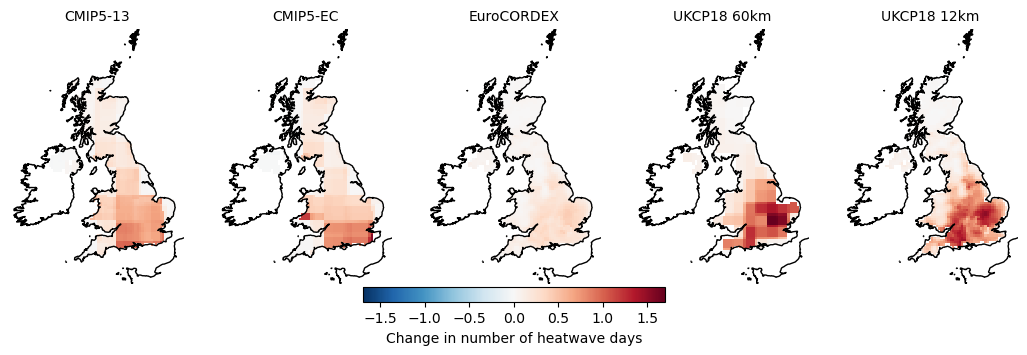 CMIP5-13 CMIP5-EC EuroCORDEX UKCP18 60km UKCP18 12km
−1.5 −1.0 −0.5 0.0 0.5 1.0 1.5
Change in number of heatwave days